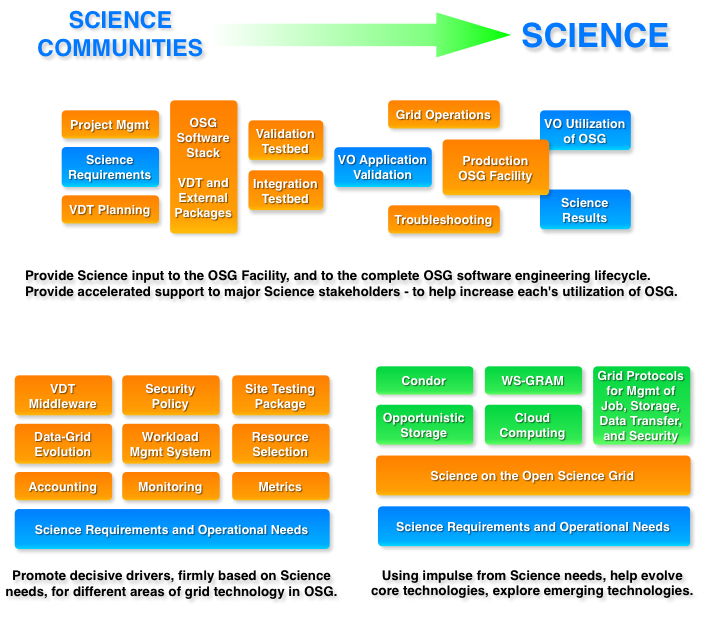 SCIENCE
COMMUNITIES
SCIENCE
Project Mgmt
Science
Requirements
VDT Planning
OSG
Software
Stack
VDT and
External
Packages
Validation
Testbed
Integration
Testbed
Grid Operations
VO Application
Validation
Production
OSG Facility
Troubleshooting
VO Utilization
of OSG
Science
Results
Provide Science input to the OSG Facility, and to the complete OSG software engineering lifecycle.
Provide accelerated support to major Science stakeholders - to help increase each's utilization of OSG.
VDT
Middleware
Security
Policy
Site Testing
Package
Data-Grid
Evolution
Workload
Mgmt System
Resource
Selection
Accounting
Monitoring
Metrics
Science Requirements and Operational Needs
Promote decisive drivers, firmly based on Science
needs, for different areas of grid technology in OSG.
Condor
WS-GRAM
Grid Protocols
for Mgmt of
Job, Storage,
Data Transfer,
and Security
Opportunistic
Storage
Cloud
Computing
Science on the Open Science Grid
Science Requirements and Operational Needs
Using impulse from Science needs, help evolve
core technologies, explore emerging technologies.